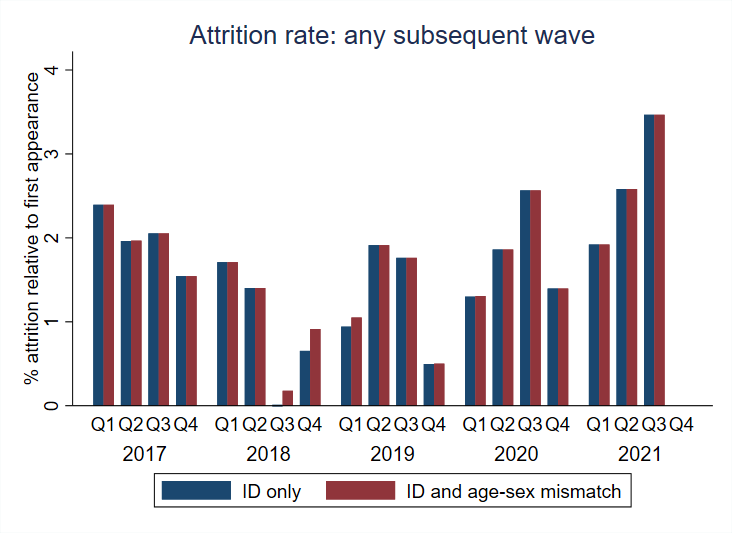 Attrition rate: any subsequent wave
% attrition relative to first appearance
4
3
2
1
0
Q1 Q2 Q3 Q4 Q1 Q2 Q3 Q4 Q1 Q2 Q3 Q4 Q1 Q2 Q3 Q4 Q1 Q2 Q3 Q4
2017 2018 2019 2020 2021
ID only ID and age-sex mismatch